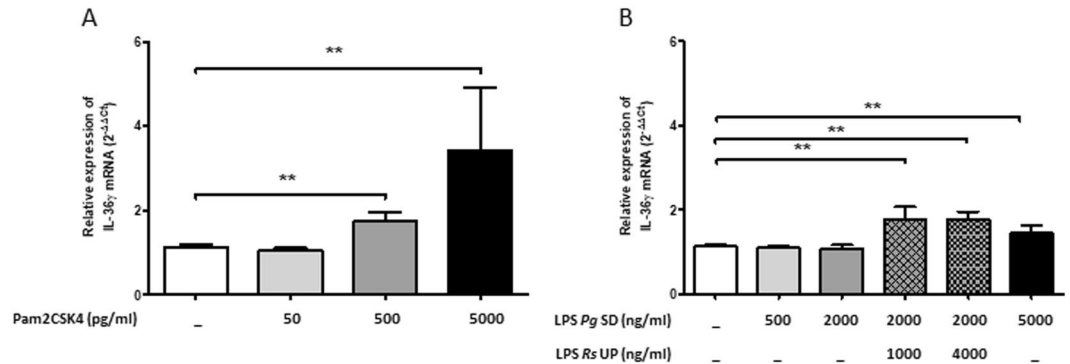 A
Relative expression of
IL-36γ mRNA (2-ΔΔCt)
6
4
2
0
**
**
Pam2CSK4 (pg/ml) _ 50 500 5000
B
Relative expression of
IL-36γ mRNA (2-ΔΔCt)
6
4
2
0
**
**
**
LPS Pg SD (ng/ml) _ 500 2000 2000 2000 5000
LPS Rs UP (ng/ml) _ _ _ 1000 4000 _